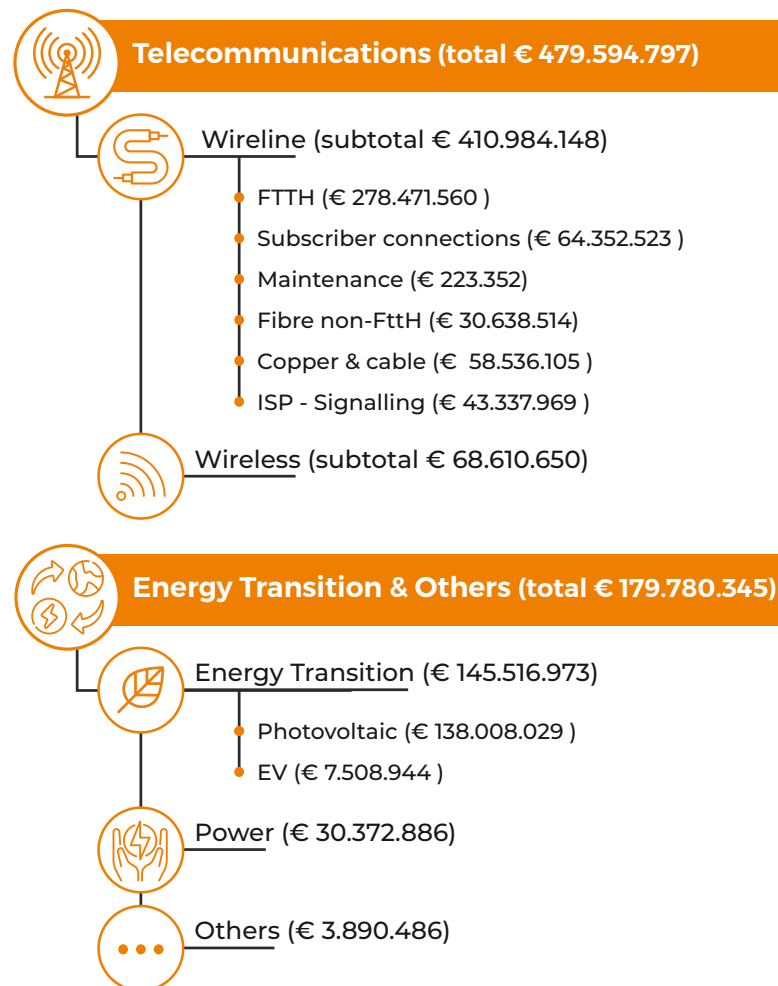 Telecommunications (total € 479.594.797)
Wireline (subtotal € 410.984.148)
FTTH (€ 278.471.560 )
Subscriber connections (€ 64.352.523 )
Maintenance (€ 223.352)
Fibre non-FttH (€ 30.638.514)
Copper & cable (€  58.536.105 )
ISP - Signalling (€ 43.337.969 )
Wireless (subtotal € 68.610.650)
Energy Transition & Others (total € 179.780.345)
Energy Transition (€ 145.516.973)
Photovoltaic (€ 138.008.029 )
EV (€ 7.508.944 )
Power (€ 30.372.886)
Others (€ 3.890.486)